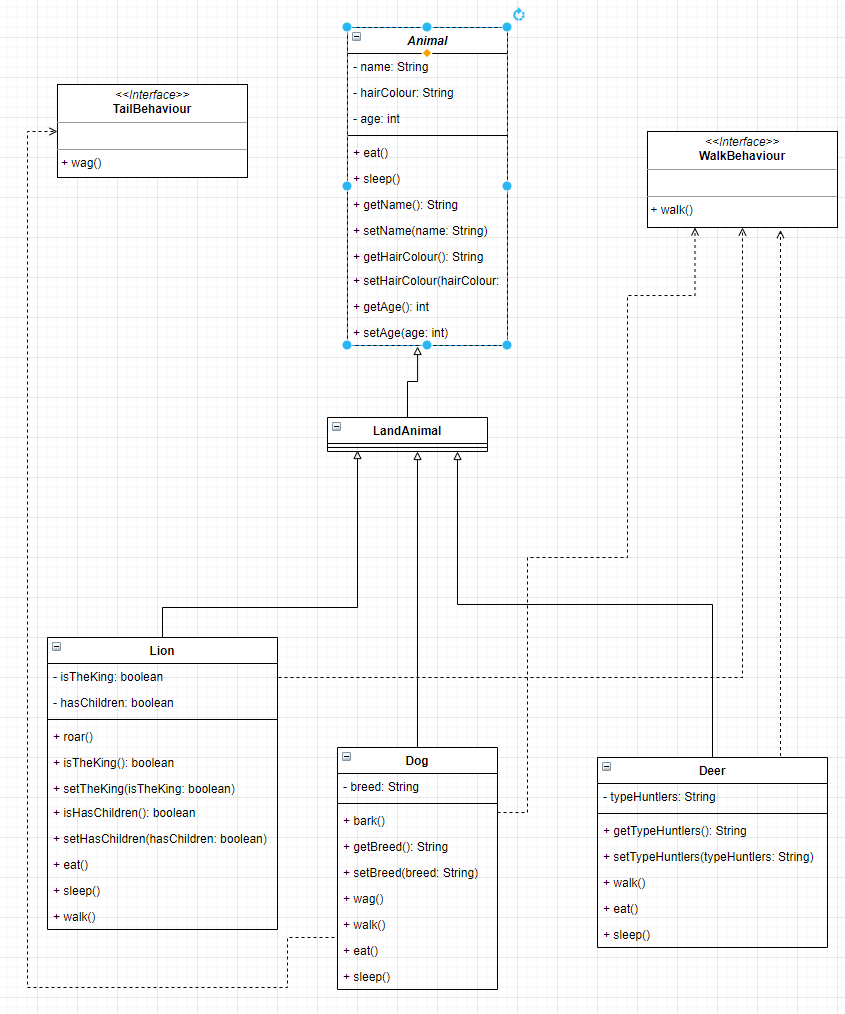 Animal
- name: String
- hairColour: String
- age: int
+ eat()
+ sleep()
+ getName(): String
+ setName(name: String)
+ getHairColour(): String
+ setHairColour(hairColour:
+ getAge(): int
+ setAge(age: int)
<<Interface>>
TailBehaviour
+ wag()
<<Interface>>
WalkBehaviour
+ walk()
LandAnimal
Lion
- isTheKing: boolean
- hasChildren: boolean
+ roar()
+ isTheKing(): boolean
+ setTheKing(isTheKing: boolean)
+ isHasChildren(): boolean
+ setHasChildren(hasChildren: boolean)
+ eat()
+ sleep()
+ walk()
Dog
- breed: String
+ bark()
+ getBreed(): String
+ setBreed(breed: String)
+ wag()
+ walk()
+ eat()
+ sleep()
Deer
- typeHuntlers: String
+ getTypeHuntlers(): String
+ setTypeHuntlers(typeHuntlers: String)
+ walk()
+ eat()
+ sleep()